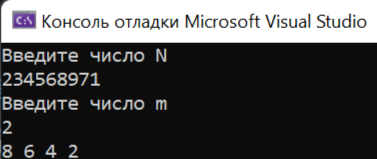 C:\ Консоль отладки Microsoft Visual Studio
Введите число N
234568971
Введите число m
2
8 6 4 2